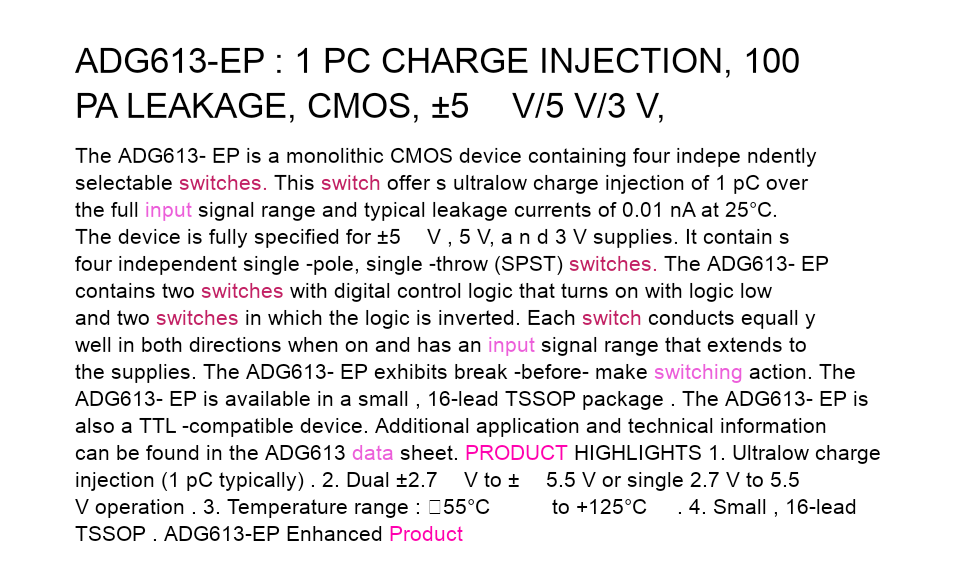 ADG613-EP : 1 PC CHARGE INJECTION, 100
PA LEAKAGE, CMOS, ±5 V/5 V/3 V,
The ADG613- EP is a monolithic CMOS device containing four indepe ndently
selectable switches. This switch offer s ultralow charge injection of 1 pC over
the full input signal range and typical leakage currents of 0.01 nA at 25°C.
The device is fully specified for ±5 V , 5 V, a n d 3 V supplies. It contain s
four independent single -pole, single -throw (SPST) switches. The ADG613- EP
contains two switches with digital control logic that turns on with logic low
and two switches in which the logic is inverted. Each switch conducts equall y
well in both directions when on and has an input signal range that extends to
the supplies. The ADG613- EP exhibits break -before- make switching action. The
ADG613- EP is available in a small , 16-lead TSSOP package . The ADG613- EP is
also a TTL -compatible device. Additional application and technical information
can be found in the ADG613 data sheet. PRODUCT HIGHLIGHTS 1. Ultralow charge
injection (1 pC typically) . 2. Dual ±2.7 V to ± 5.5 V or single 2.7 V to 5.5
V operation . 3. Temperature range : □55°C to +125°C . 4. Small , 16-lead
TSSOP . ADG613-EP Enhanced Product